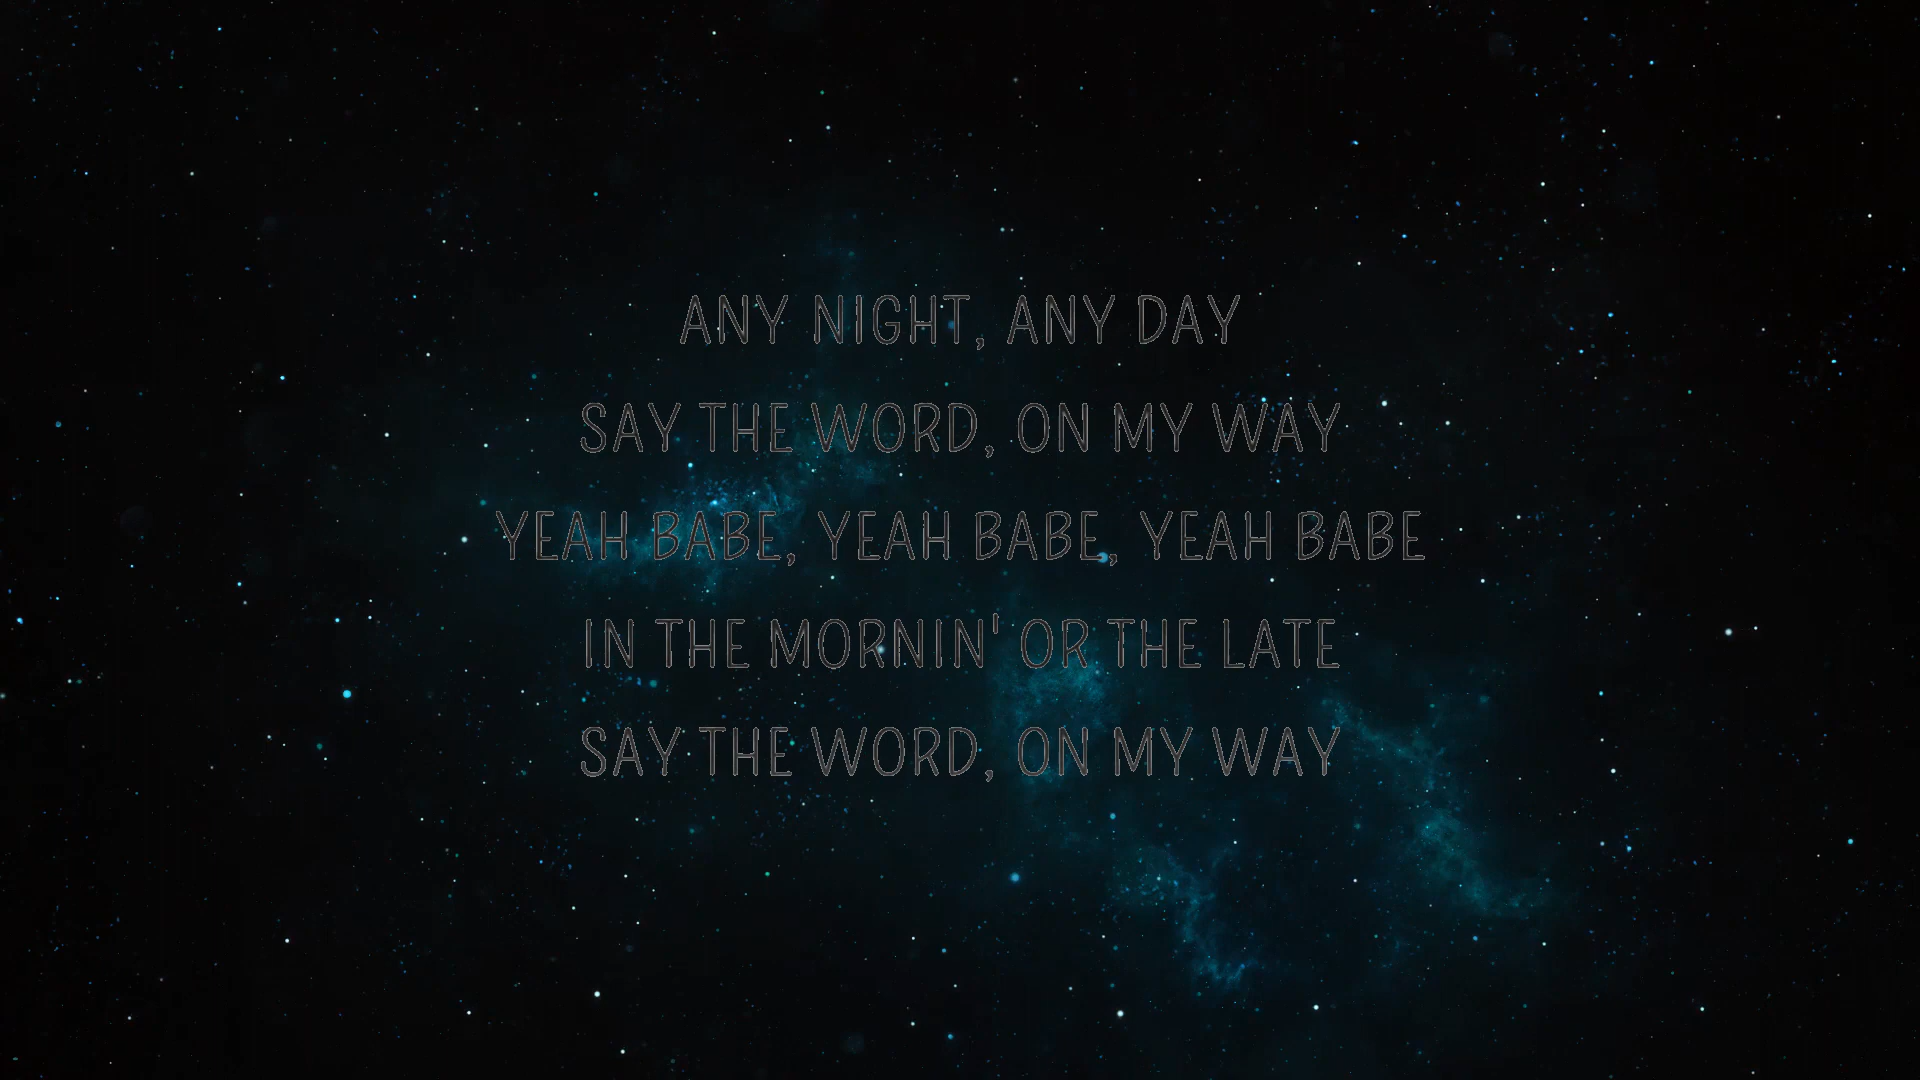 ANY NIGHT, ANY DAY
SAY THE WORD, ON MY WAY
YEAH BABE, YEAH BABE, YEAH BABE
IN THE MORNIN' OR THE LATE
SAY THE WORD, ON MY WAY